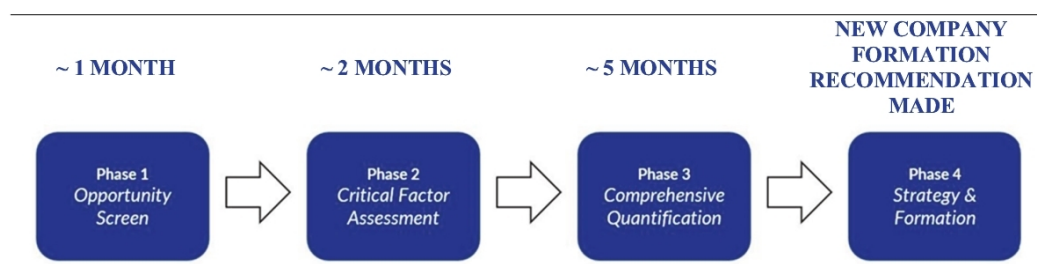 ~ 1 MONTH
~ 2 MONTHS
~ 5 MONTHS
NEW COMPANY
FORMATION
RECOMMENDATION
MADE
Phase 1
Opportunity
Screen
Phase 2
Critical Factor
Assessment
Phase 3
Comprehensive
Quantification
Phase 4
Strategy &
Formation